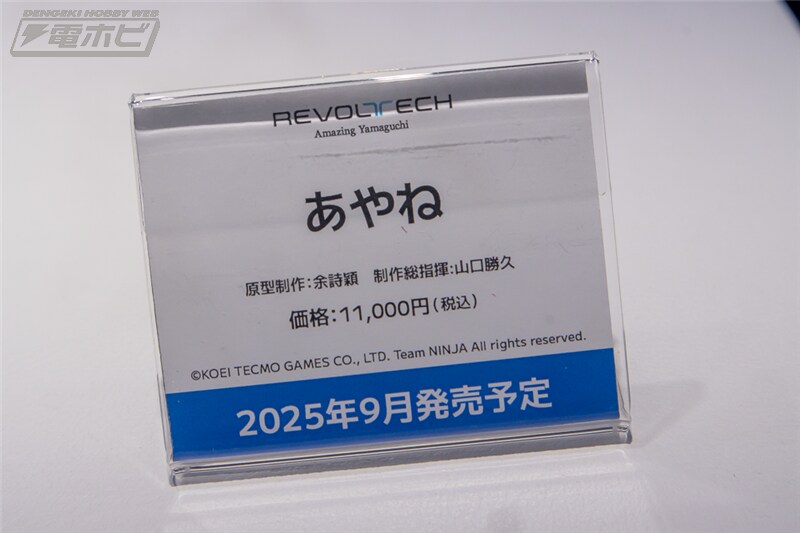 DENGEKI HOBBY WEB
電ホビ
REVOLTECH
Amazing Yamaguchi
あやね
原型制作:余詩穎　制作総指揮:山口勝久
価格:11,000円(税込)
©KOEI TECMO GAMES CO., LTD. Team NINJA All rights reserved.
2025年9月発売予定